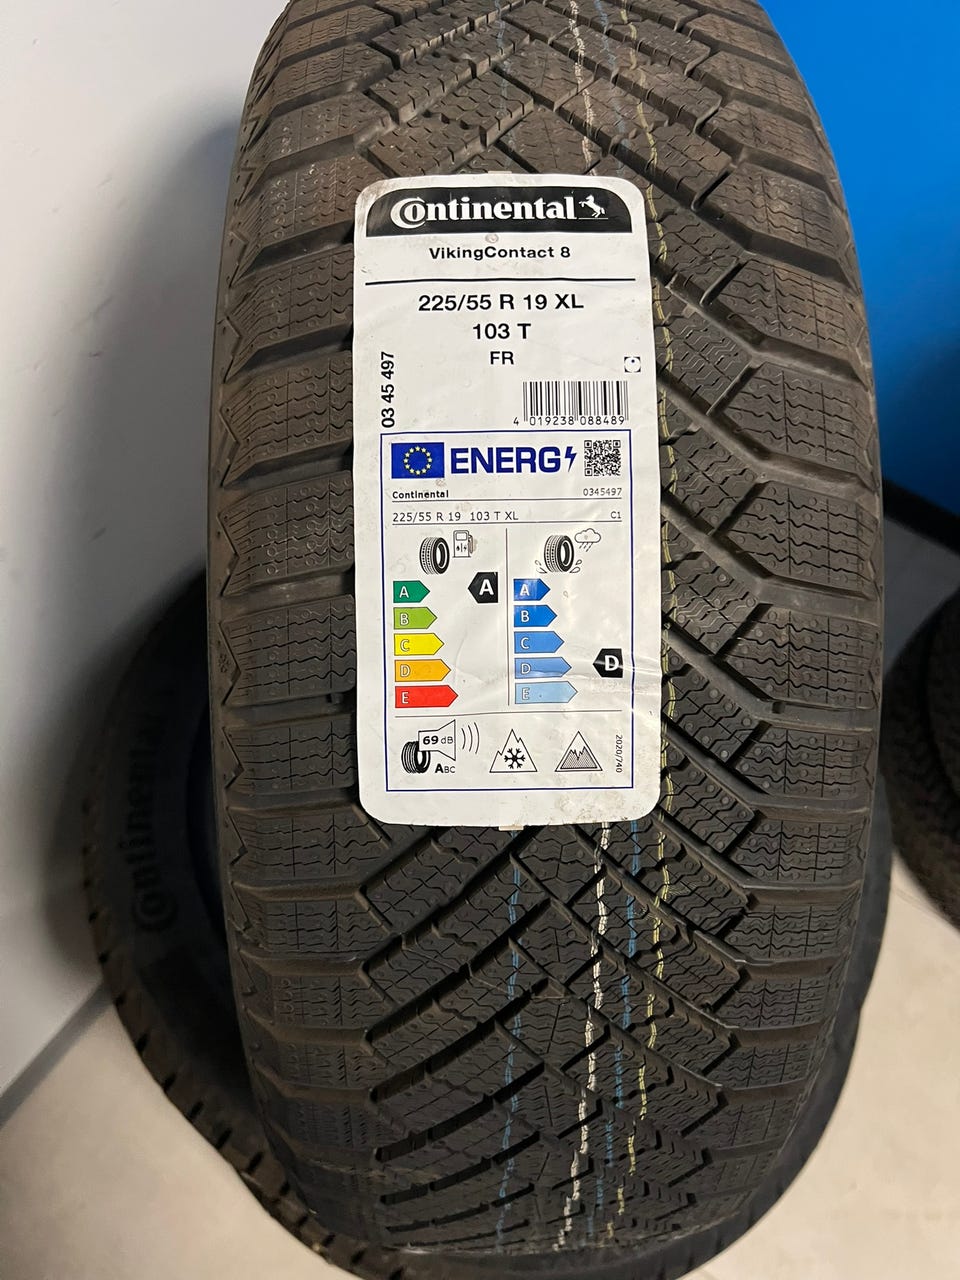 Continental
VikingContact 8
225/55 R 19 XL
103 T
FR
03 45 497
4 019238 088489
ENERG
Continental 0345497
225/55 R 19 103 T XL C1
A A A
B B
C C
D D D
E E
69 dB
ABC
2020/740
Continental